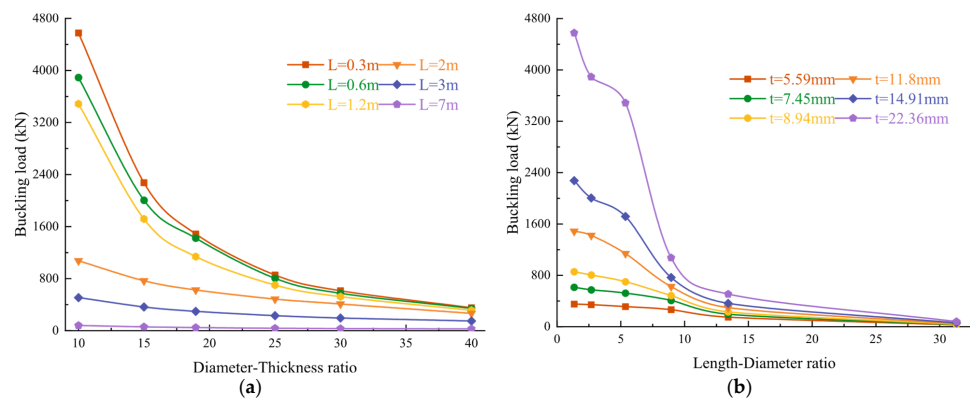 4800
4000
3200
2400
1600
800
0
Buckling load (kN)
10 15 20 25 30 35 40
Diameter-Thickness ratio
L=0.3m L=2m
L=0.6m L=3m
L=1.2m L=7m
(a)
4800
4000
3200
2400
1600
800
0
Buckling load (kN)
0 5 10 15 20 25 30
Length-Diameter ratio
t=5.59mm t=11.8mm
t=7.45mm t=14.91mm
t=8.94mm t=22.36mm
(b)